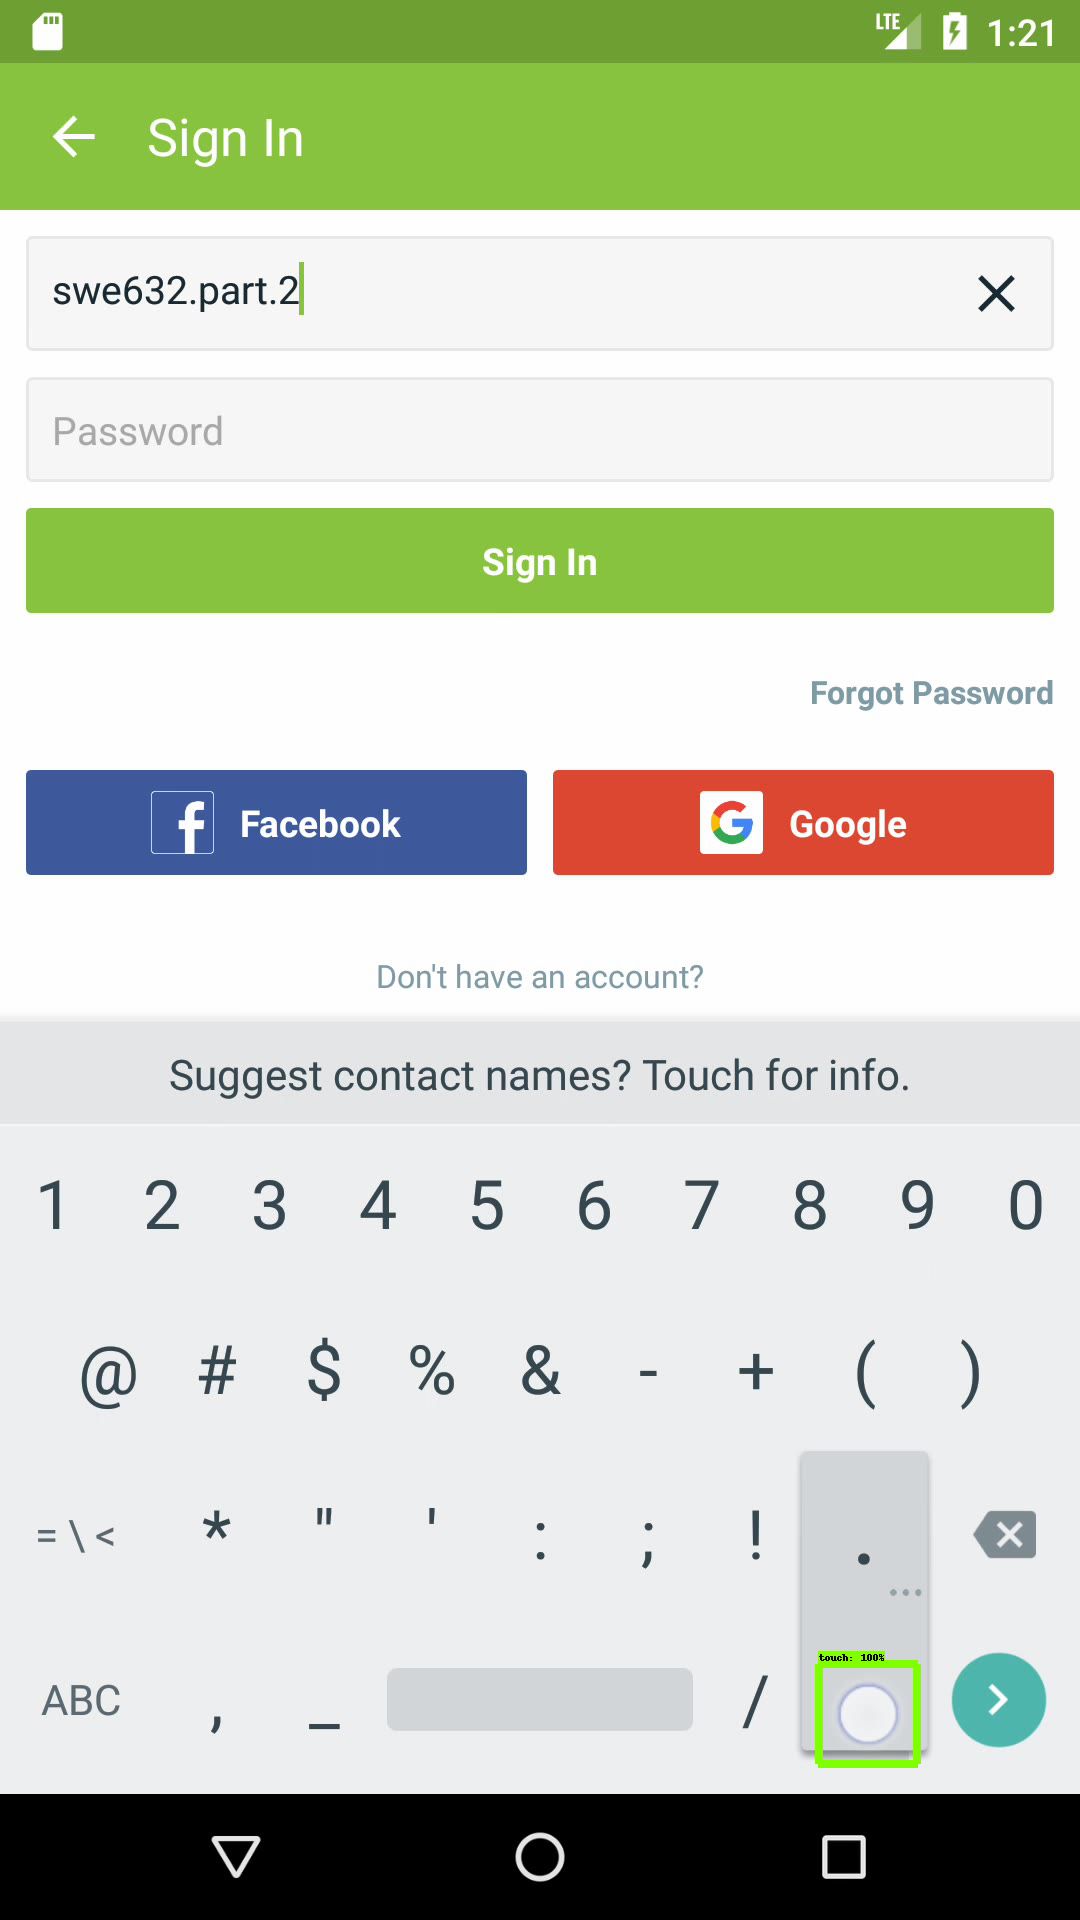 LTE 1:21
Sign In
swe632.part.2
Password
Sign In
Forgot Password
f Facebook
G Google
Don't have an account?
Suggest contact names? Touch for info.
1 2 3 4 5 6 7 8 9 0
@ # $ % & - + ( )
= \ < * " ' : ; ! . ...
touch: 100%
ABC , _ /